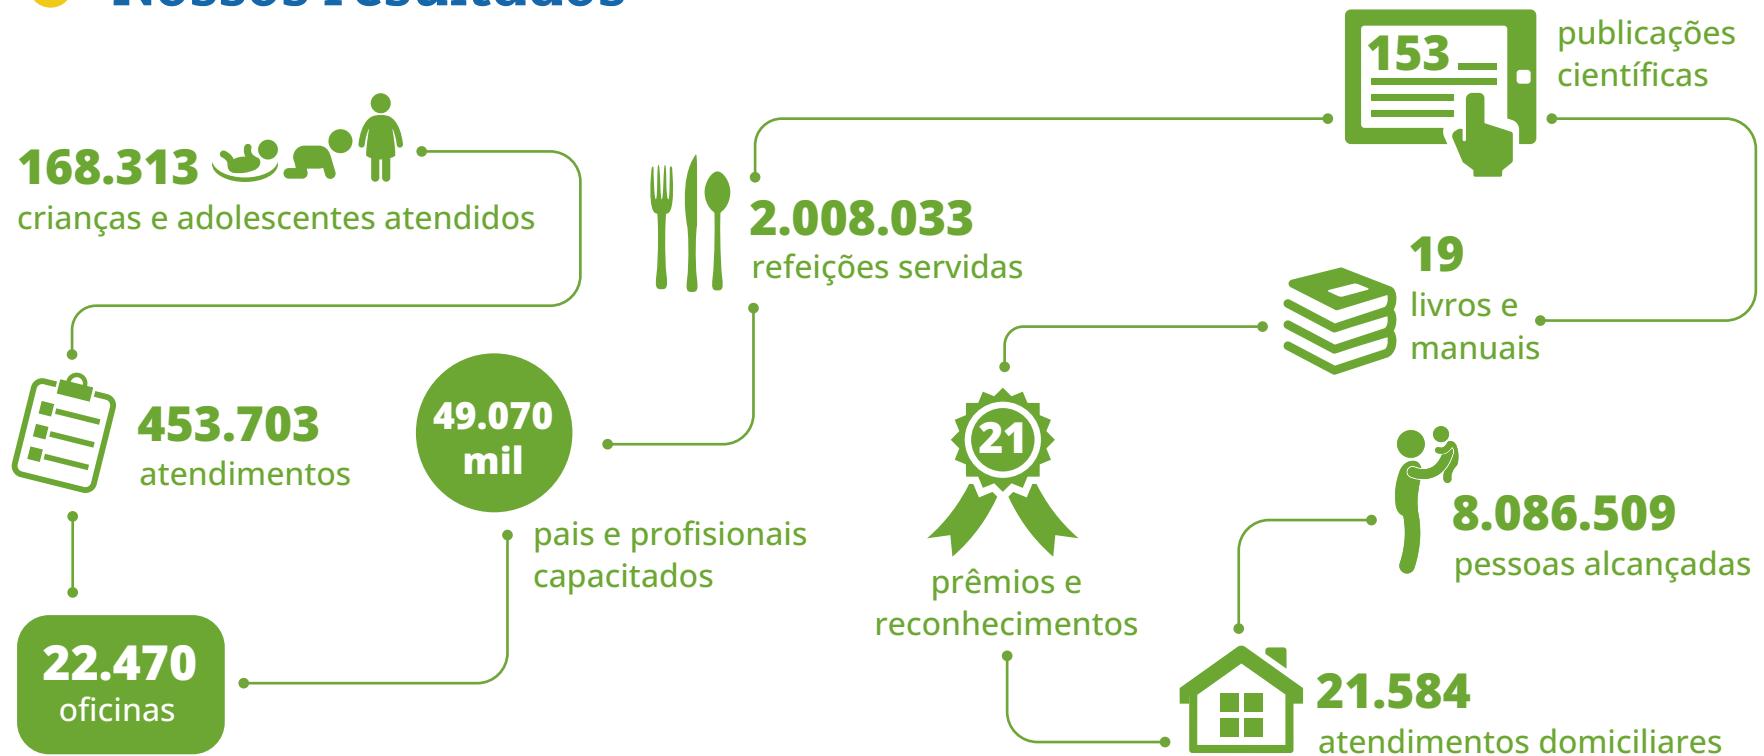 Nossos resultados
168.313
crianças e adolescentes atendidos
453.703
atendimentos
22.470
oficinas
49.070
mil
pais e profisionais
capacitados
2.008.033
refeições servidas
153
publicações
científicas
19
livros e
manuais
21
prêmios e
reconhecimentos
21.584
atendimentos domiciliares
8.086.509
pessoas alcançadas